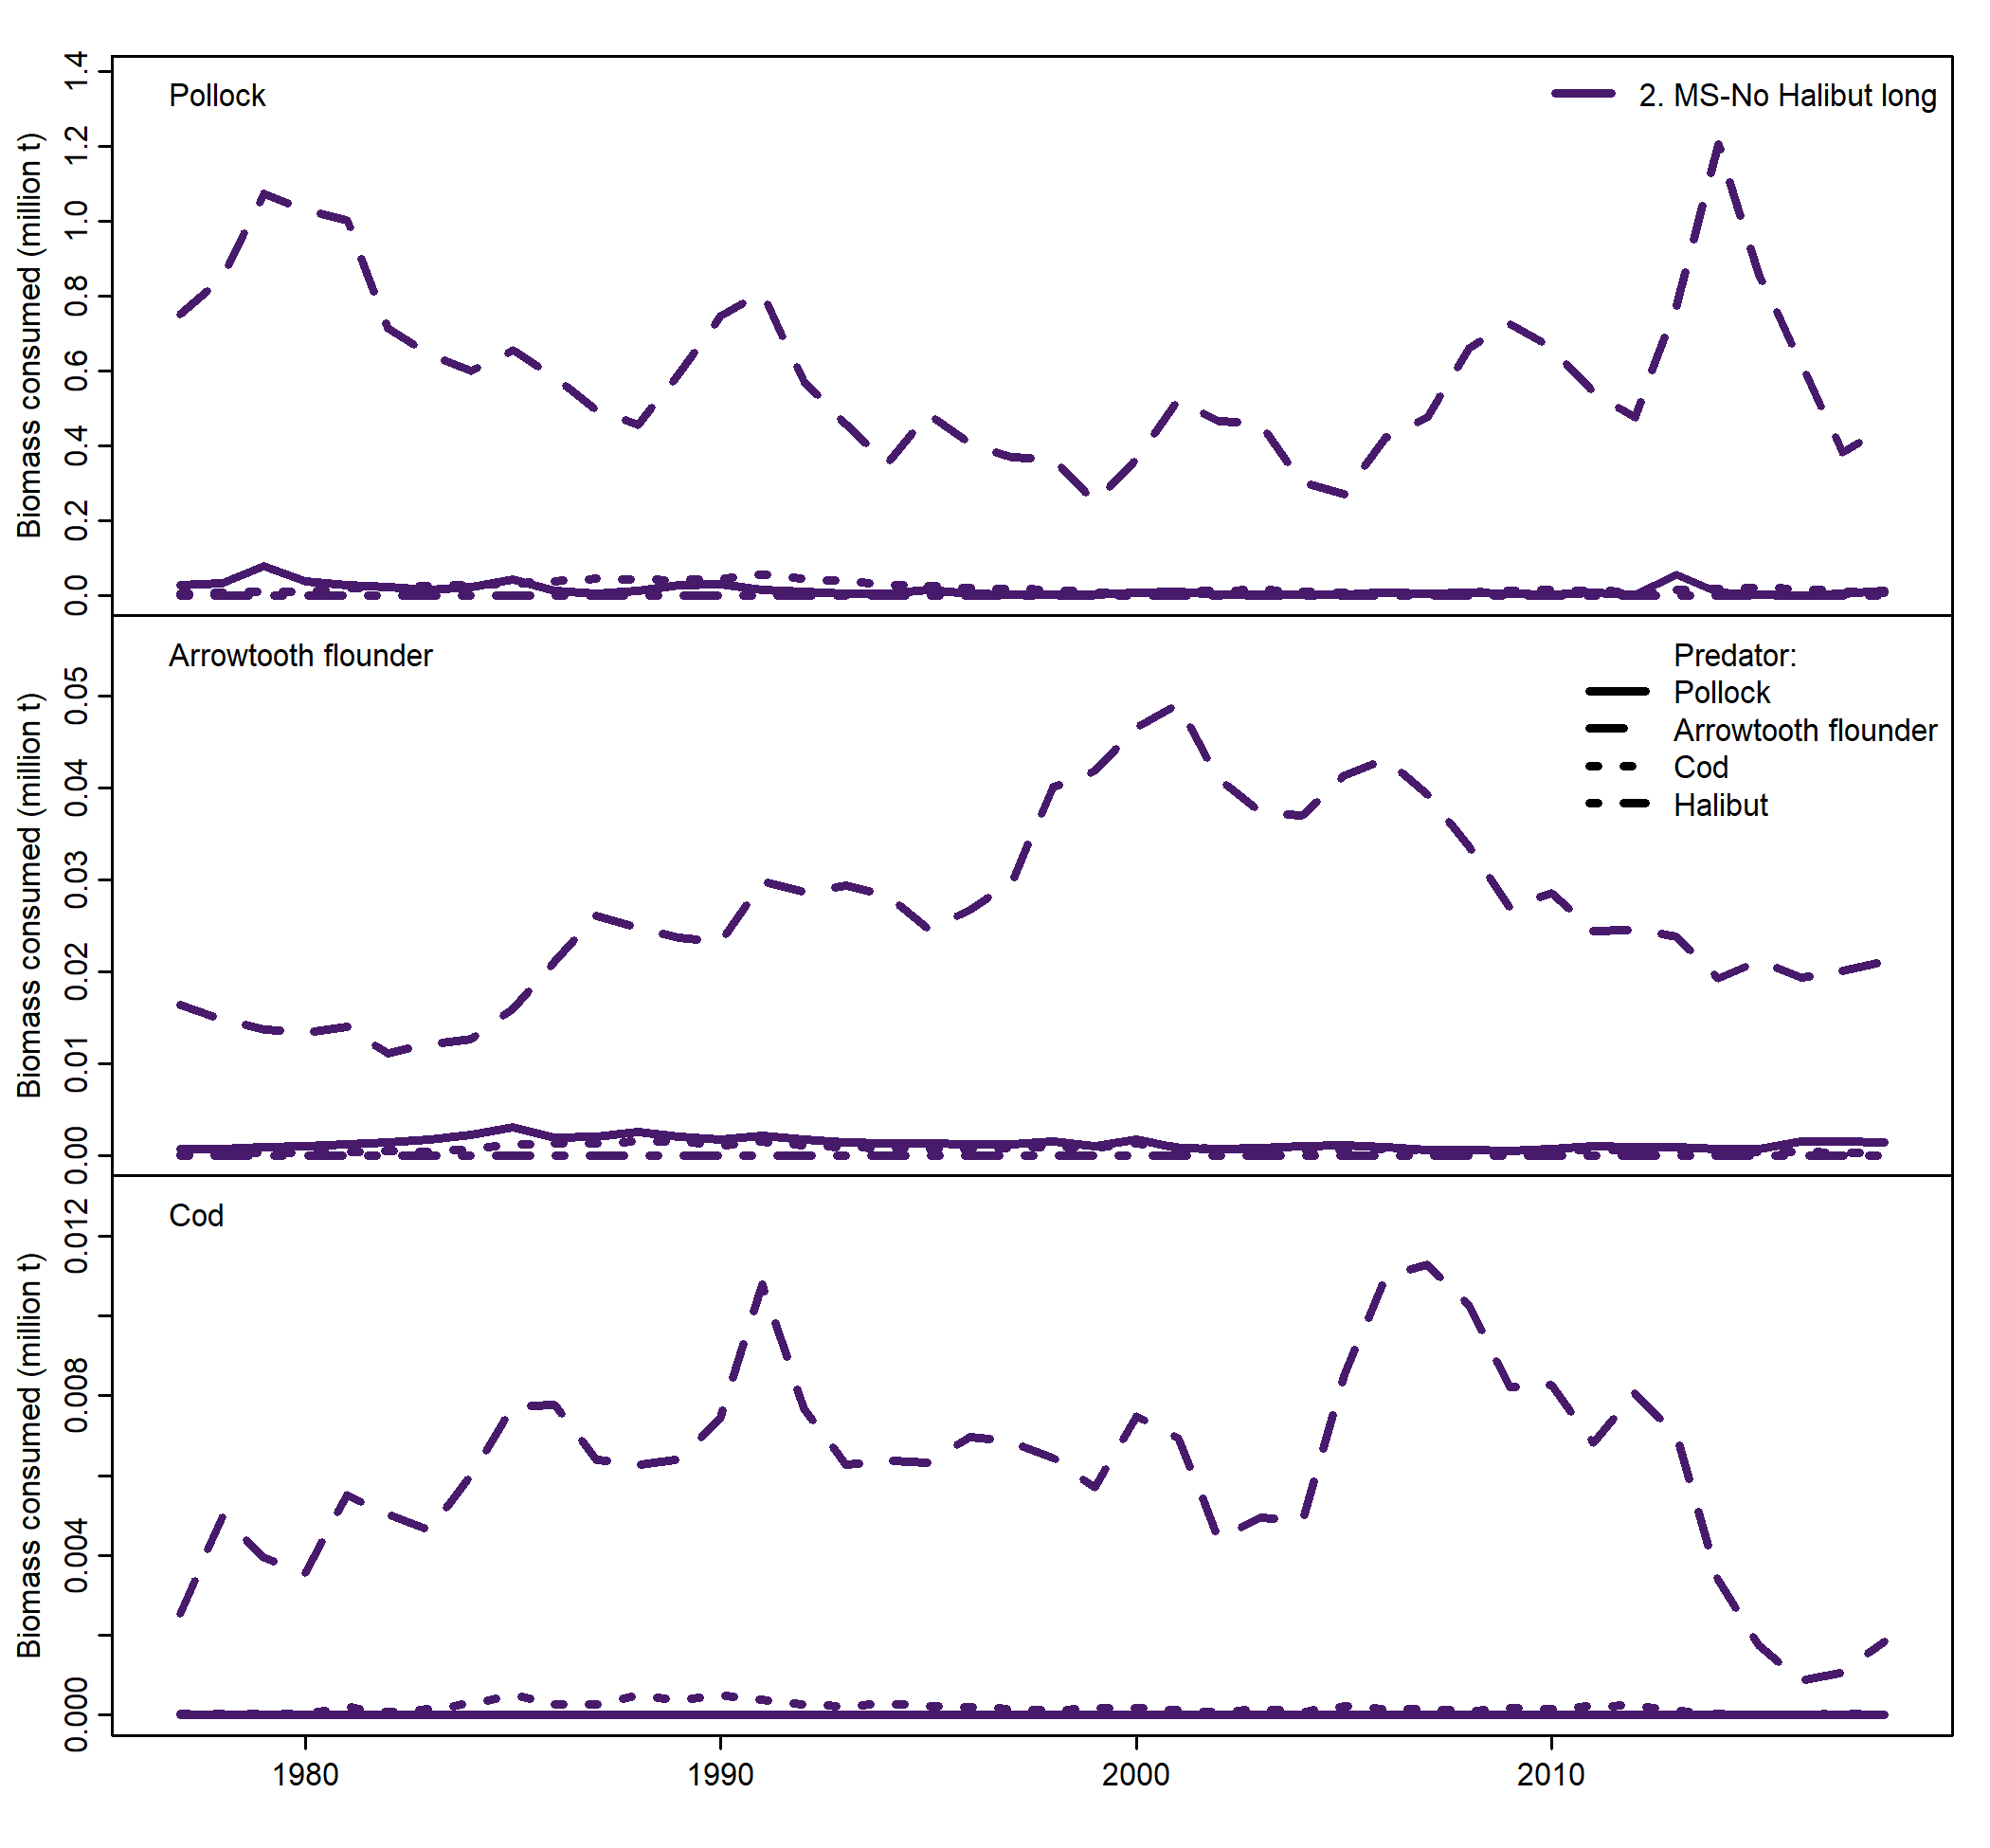 Pollock
2. MS-No Halibut long
Biomass consumed (million t)
1.4
1.2
1.0
0.8
0.6
0.4
0.2
0.0
Arrowtooth flounder
Predator:
Pollock
Arrowtooth flounder
Cod
Halibut
Biomass consumed (million t)
0.05
0.04
0.03
0.02
0.01
0.00
Cod
Biomass consumed (million t)
0.012
0.008
0.004
0.000
1980 1990 2000 2010